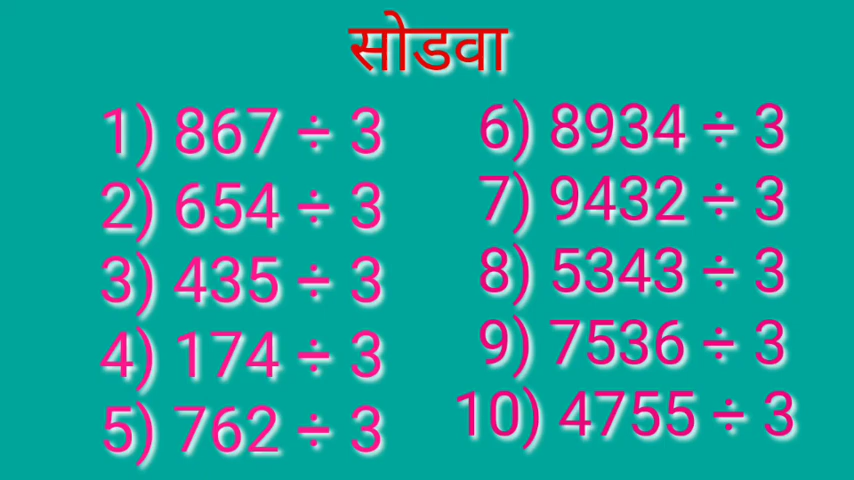 सोडवा
1) 867 ÷ 3
2) 654 ÷ 3
3) 435 ÷ 3
4) 174 ÷ 3
5) 762 ÷ 3
6) 8934 ÷ 3
7) 9432 ÷ 3
8) 5343 ÷ 3
9) 7536 ÷ 3
10) 4755 ÷ 3